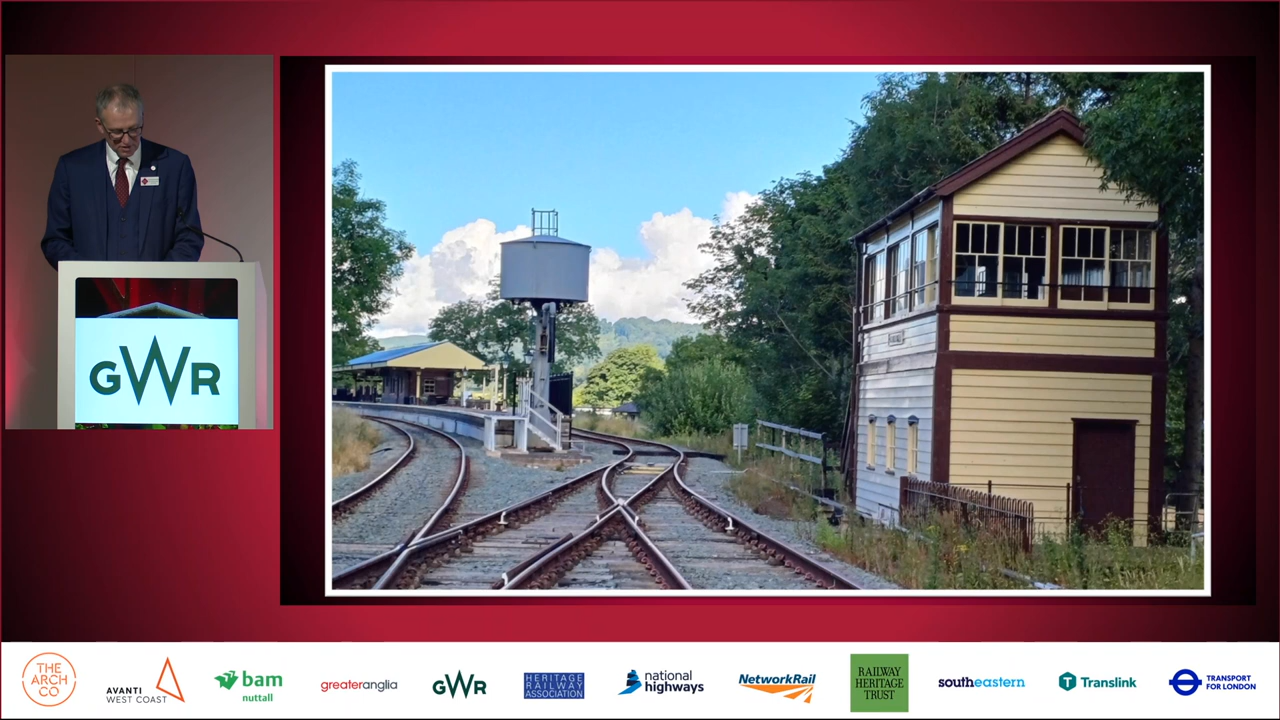 GWR
THE
ARCH
CO
AVANTI
WEST COAST
bam
nuttall
greateranglia
GWR
HERITAGE
RAILWAY
ASSOCIATION
national
highways
NetworkRail
RAILWAY
HERITAGE
TRUST
southeastern
Translink
TRANSPORT
FOR LONDON